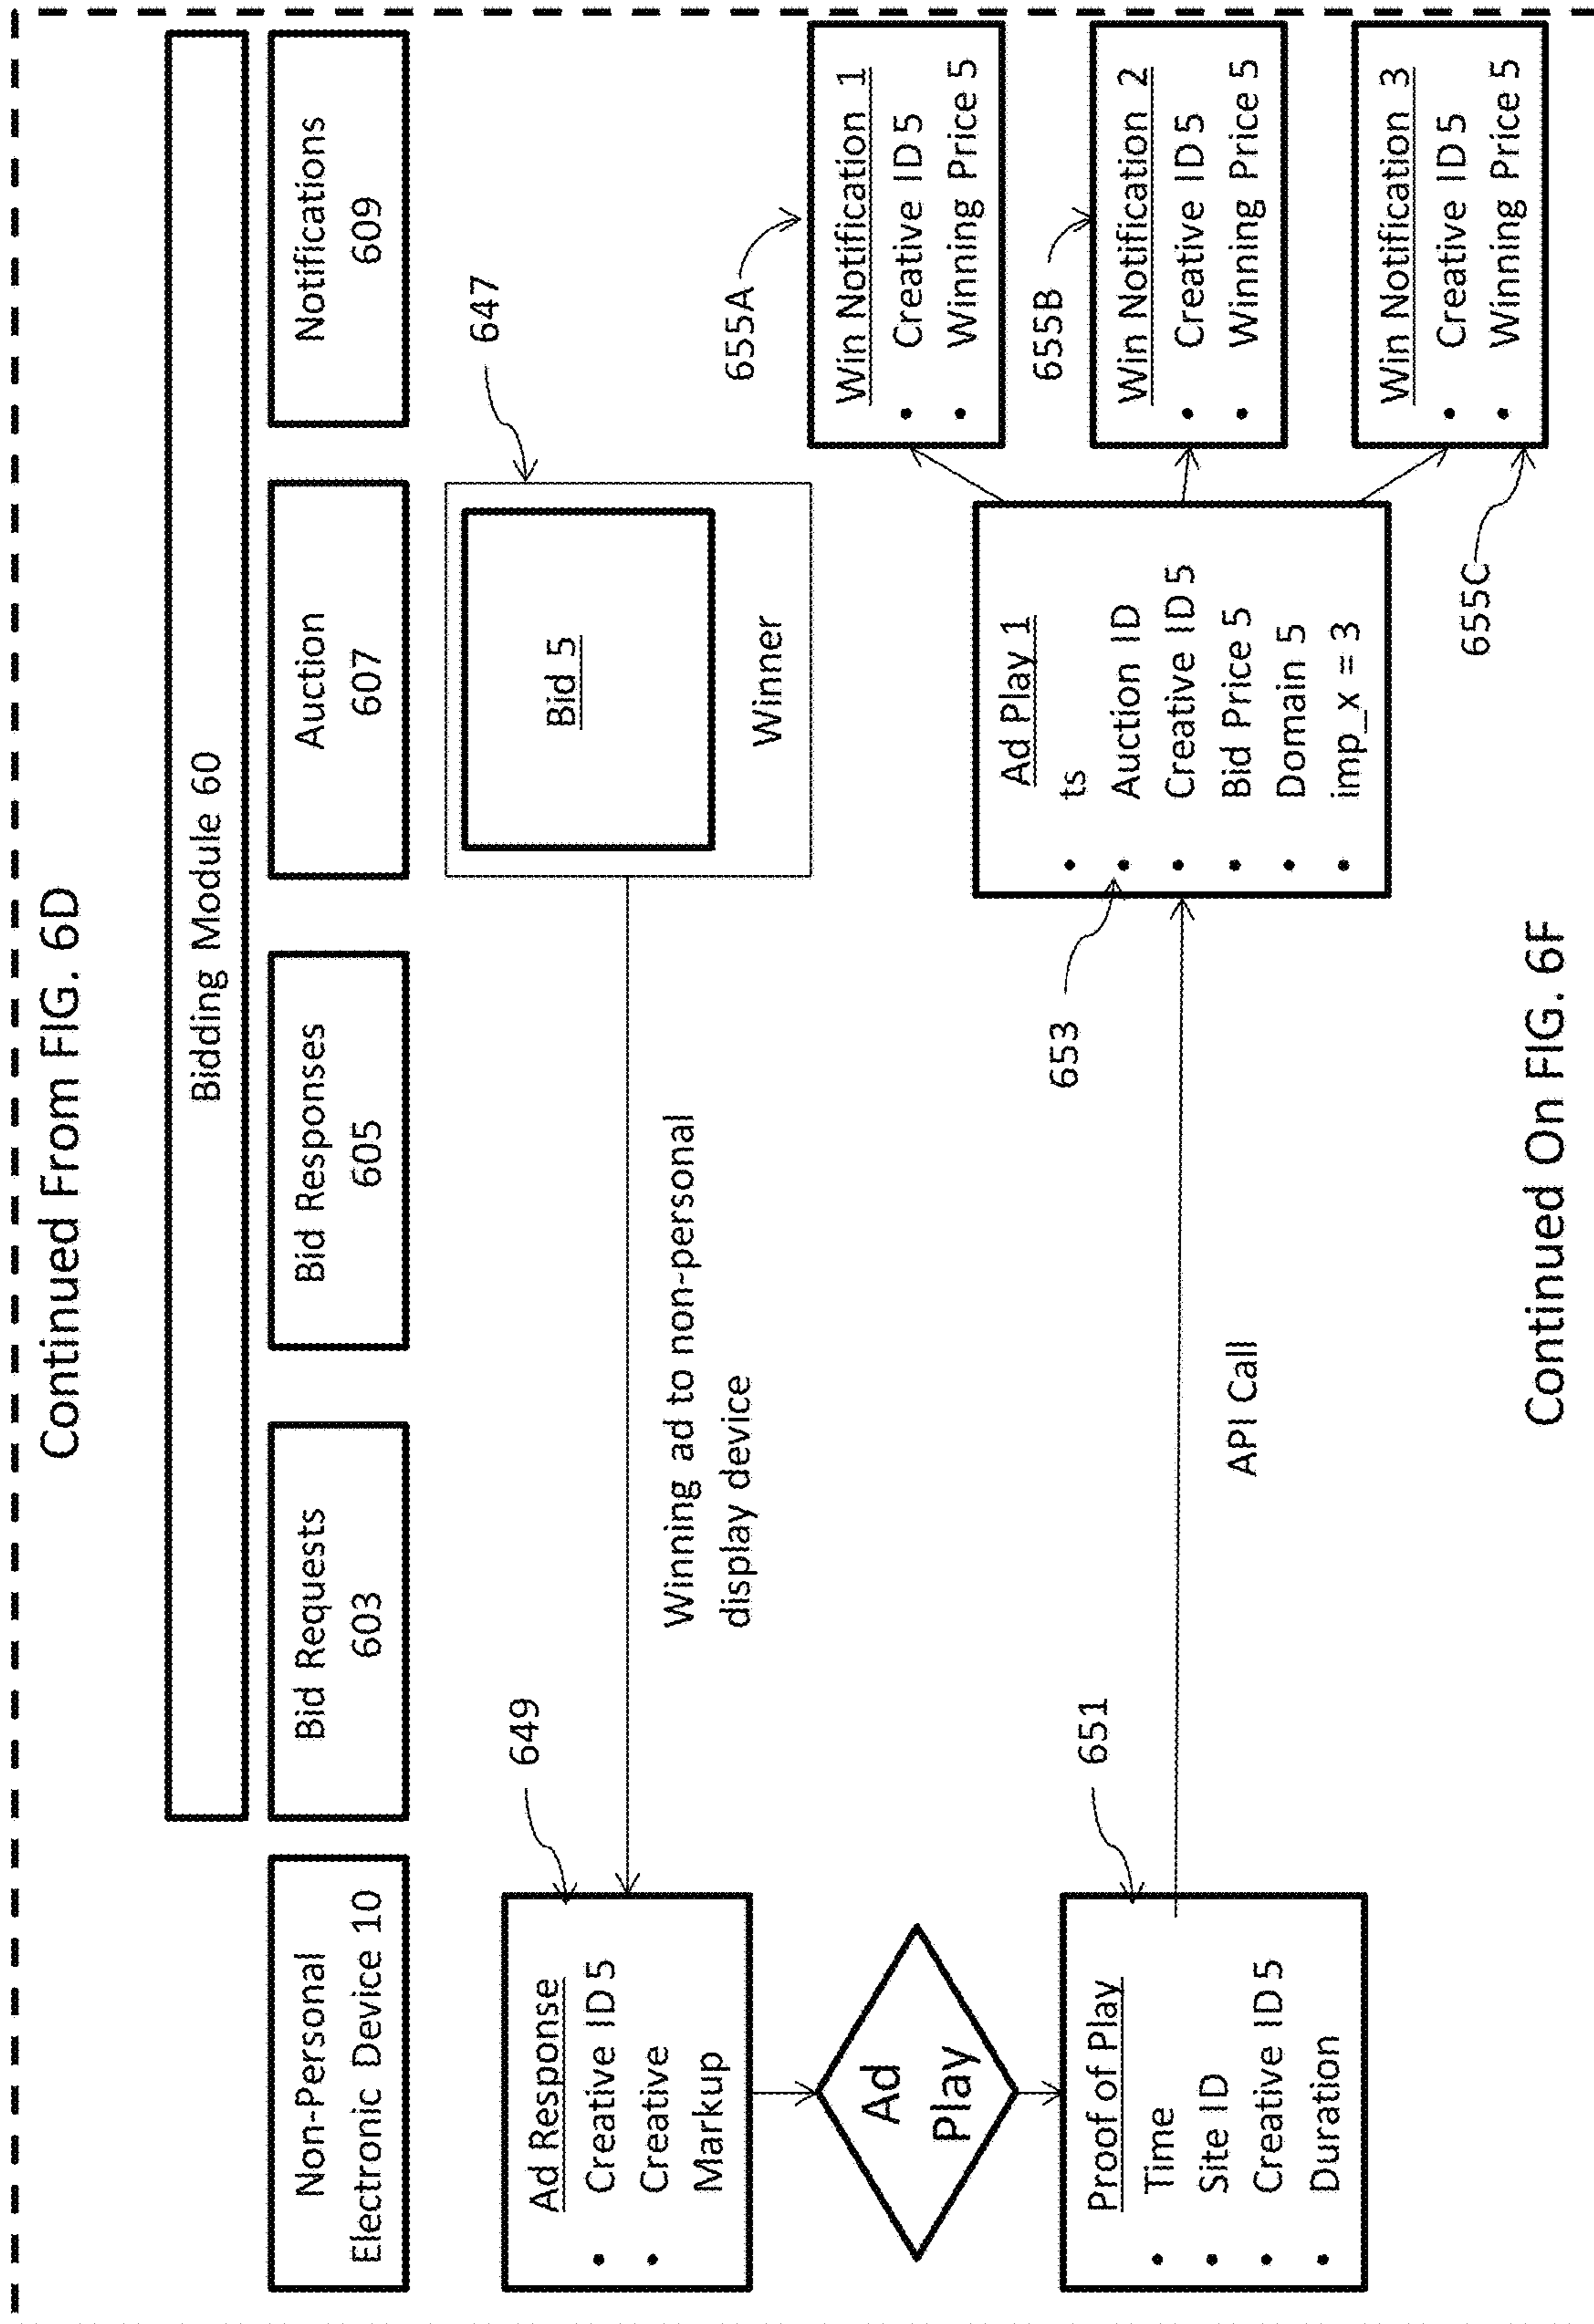 Continued From FIG. 6D
Bidding Module 60
Non-Personal
Electronic Device 10
Bid Requests
603
Bid Responses
605
Auction
607
Notifications
609
647
Bid 5
Winner
649
Ad Response
• Creative ID 5
• Creative
Markup
Winning ad to non-personal
display device
Ad
Play
651
Proof of Play
• Time
• Site ID
• Creative ID 5
• Duration
API Call
653
Ad Play 1
• ts
• Auction ID
• Creative ID 5
• Bid Price 5
• Domain 5
• imp_x = 3
655A
Win Notification 1
• Creative ID 5
• Winning Price 5
655B
Win Notification 2
• Creative ID 5
• Winning Price 5
655C
Win Notification 3
• Creative ID 5
• Winning Price 5
Continued On FIG. 6F